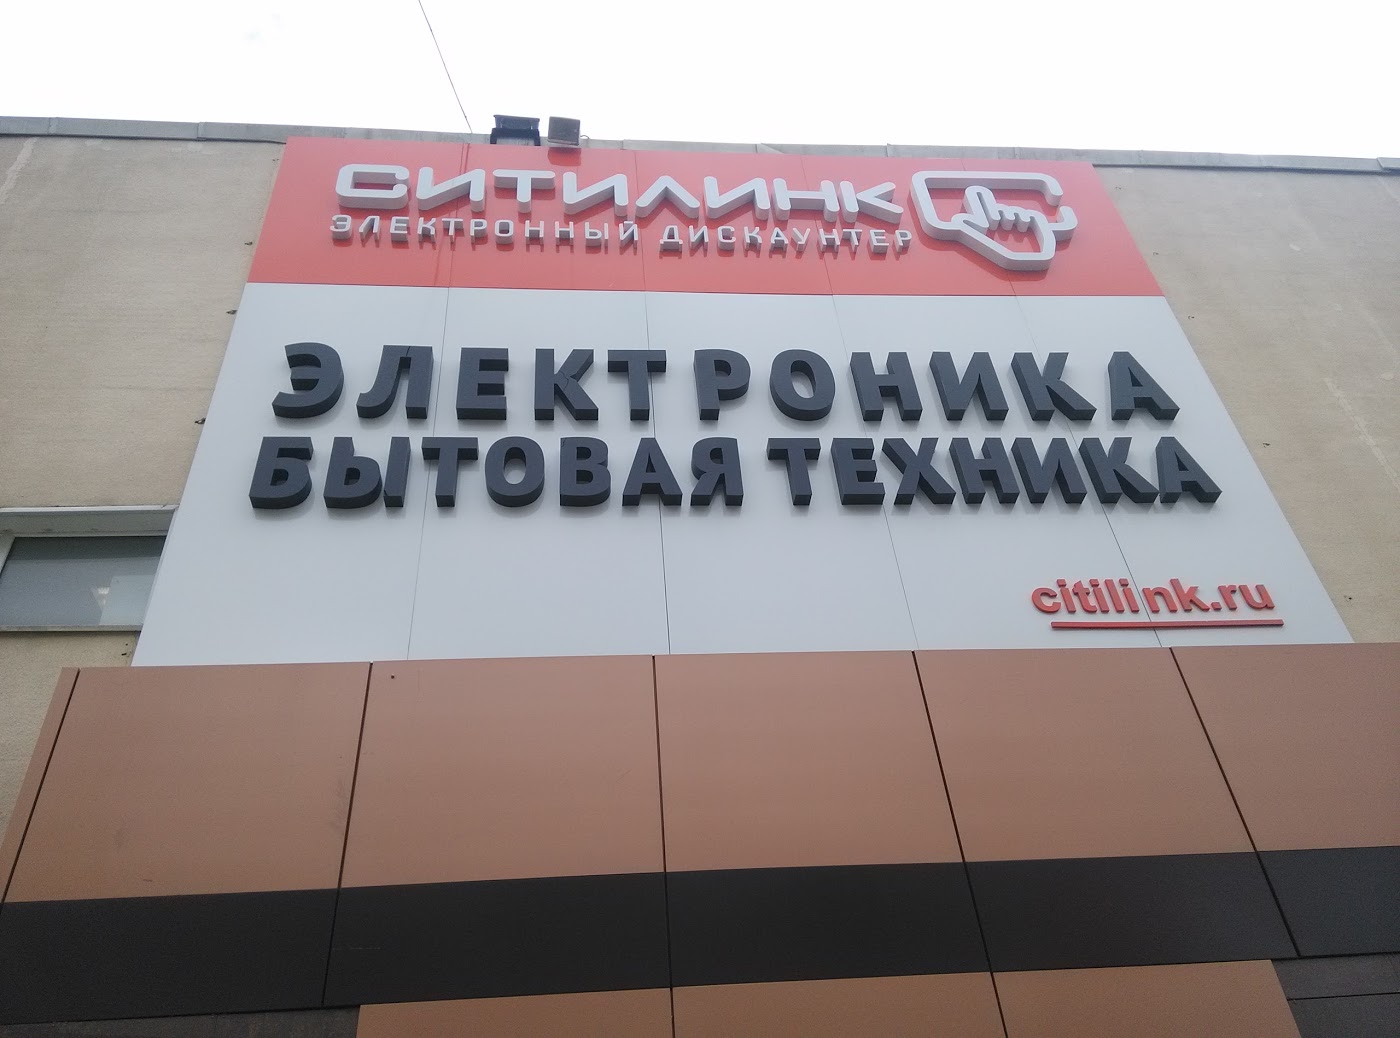 СИТИЛИНК
ЭЛЕКТРОННЫЙ ДИСКАУНТЕР
ЭЛЕКТРОНИКА
БЫТОВАЯ ТЕХНИКА
citilink.ru